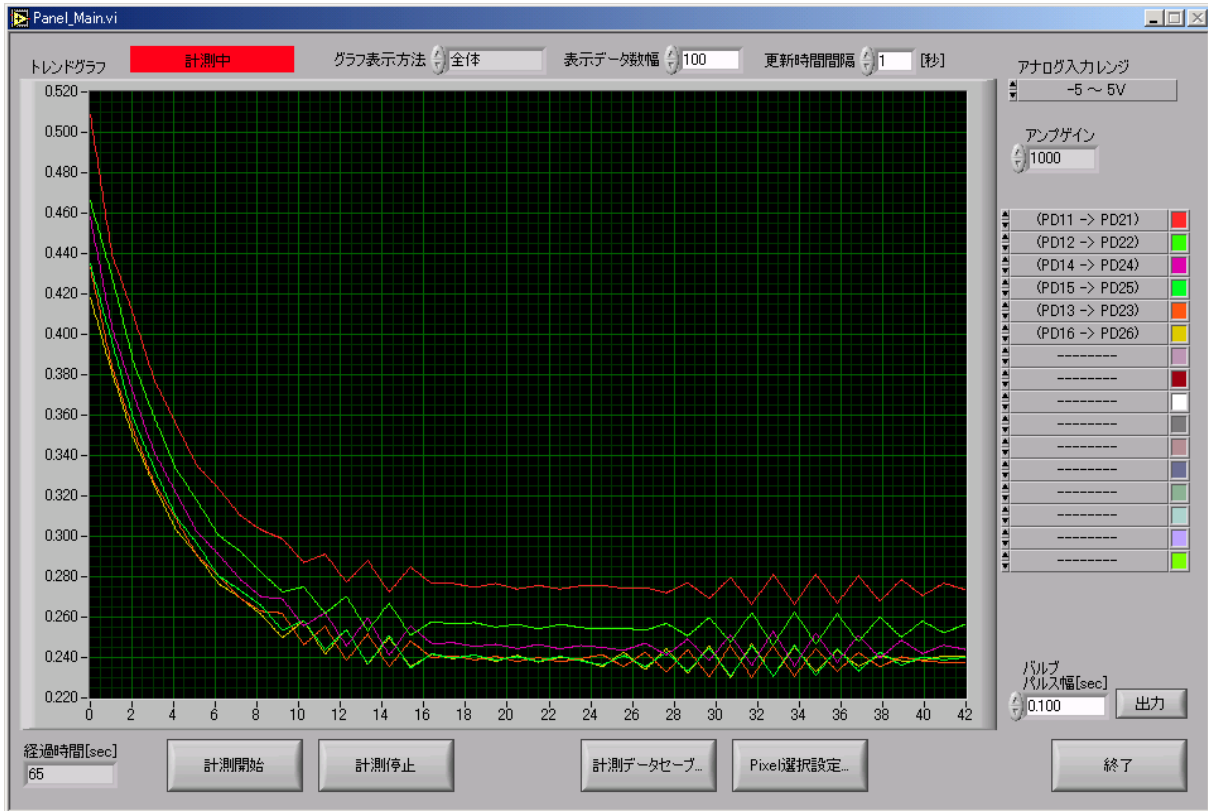 Panel_Main.vi
トレンドグラフ
計測中
グラフ表示方法 全体
表示データ数幅 100
更新時間間隔 1 [秒]
アナログ入力レンジ
-5 ~ 5V
アンプゲイン
1000
0.520
0.500
0.480
0.460
0.440
0.420
0.400
0.380
0.360
0.340
0.320
0.300
0.280
0.260
0.240
0.220
0 2 4 6 8 10 12 14 16 18 20 22 24 26 28 30 32 34 36 38 40 42
(PD11 -> PD21)
(PD12 -> PD22)
(PD14 -> PD24)
(PD15 -> PD25)
(PD13 -> PD23)
(PD16 -> PD26)
--------
--------
--------
--------
--------
--------
--------
--------
--------
--------
バルブ
パルス幅[sec]
0.100 出力
経過時間[sec]
65
計測開始
計測停止
計測データセーブ...
Pixel選択設定...
終了